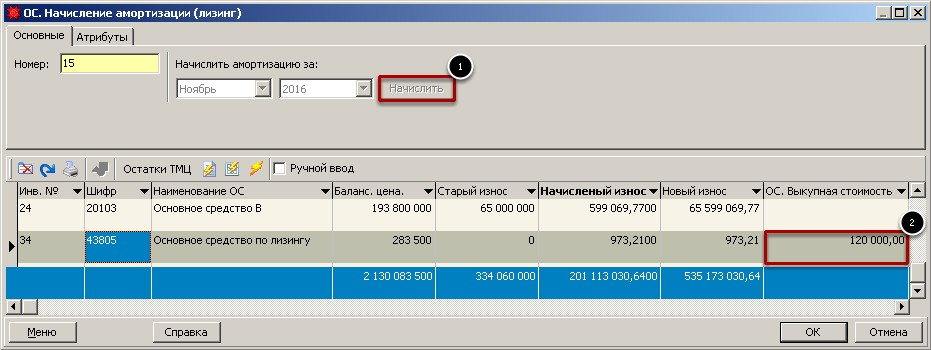 ОС. Начисление амортизации (лизинг)
Основные Атрибуты
Номер: 15 Начислить амортизацию за:
1
Ноябрь 2016 Начислить
Остатки ТМЦ Ручной ввод
Инв. № Шифр Наименование ОС Баланс. цена. Старый износ Начисленый износ Новый износ ОС. Выкупная стоимость
24 20103 Основное средство В 193 800 000 65 000 000 599 069,7700 65 599 069,77
2
34 43805 Основное средство по лизингу 283 500 0 973,2100 973,21 120 000,00
2 130 083 500 334 060 000 201 113 030,6400 535 173 030,64
Меню Справка OK Отмена